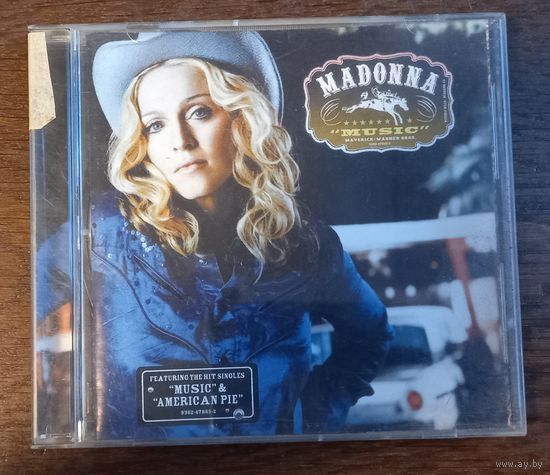 MADONNA
"MUSIC"
MAVERICK/WARNER BROS.
FEATURING THE HIT SINGLES
"MUSIC" &
"AMERICAN PIE"
9362-47865-2
www.ay.by